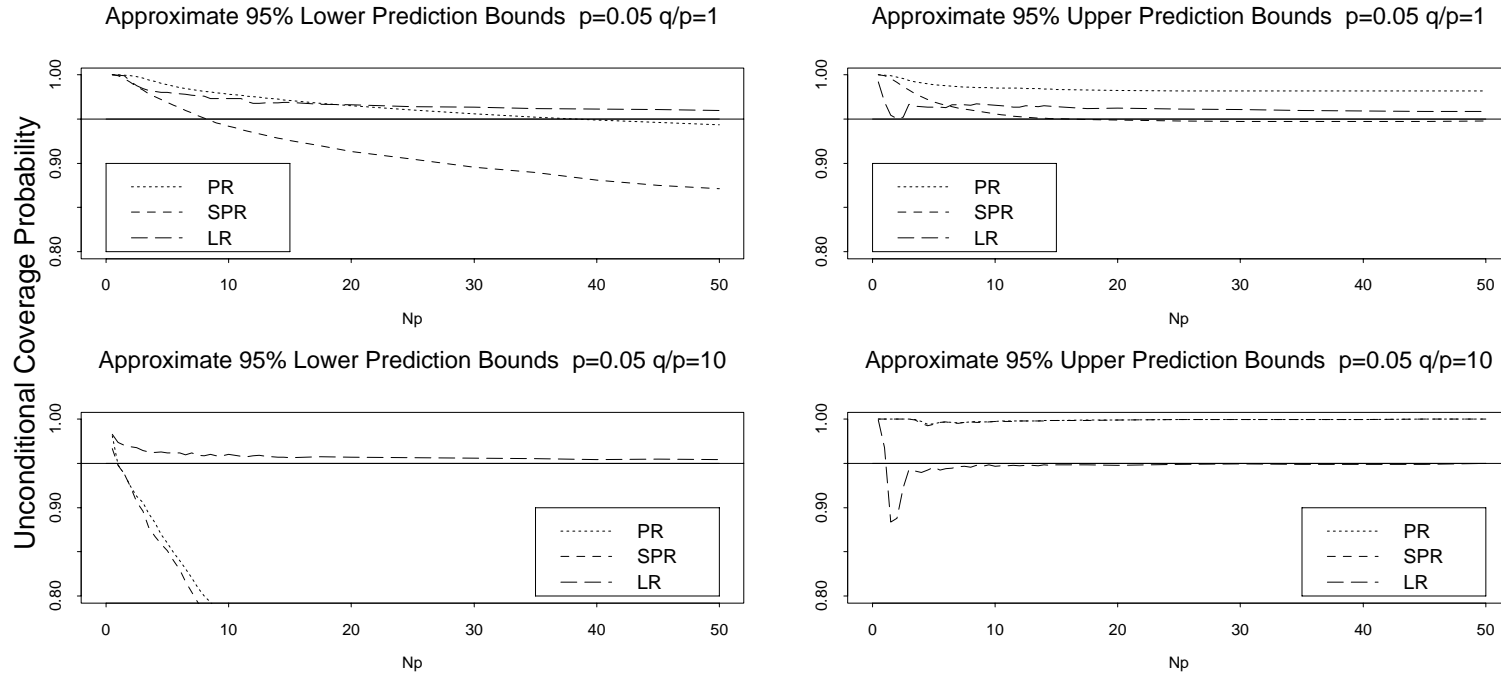 Unconditional Coverage Probability
Approximate 95% Lower Prediction Bounds p=0.05 q/p=1
1.00
0.90
0.80
PR
SPR
LR
0 10 20 30 40 50
Np
Approximate 95% Upper Prediction Bounds p=0.05 q/p=1
1.00
0.90
0.80
PR
SPR
LR
0 10 20 30 40 50
Np
Approximate 95% Lower Prediction Bounds p=0.05 q/p=10
1.00
0.90
0.80
PR
SPR
LR
0 10 20 30 40 50
Np
Approximate 95% Upper Prediction Bounds p=0.05 q/p=10
1.00
0.90
0.80
PR
SPR
LR
0 10 20 30 40 50
Np